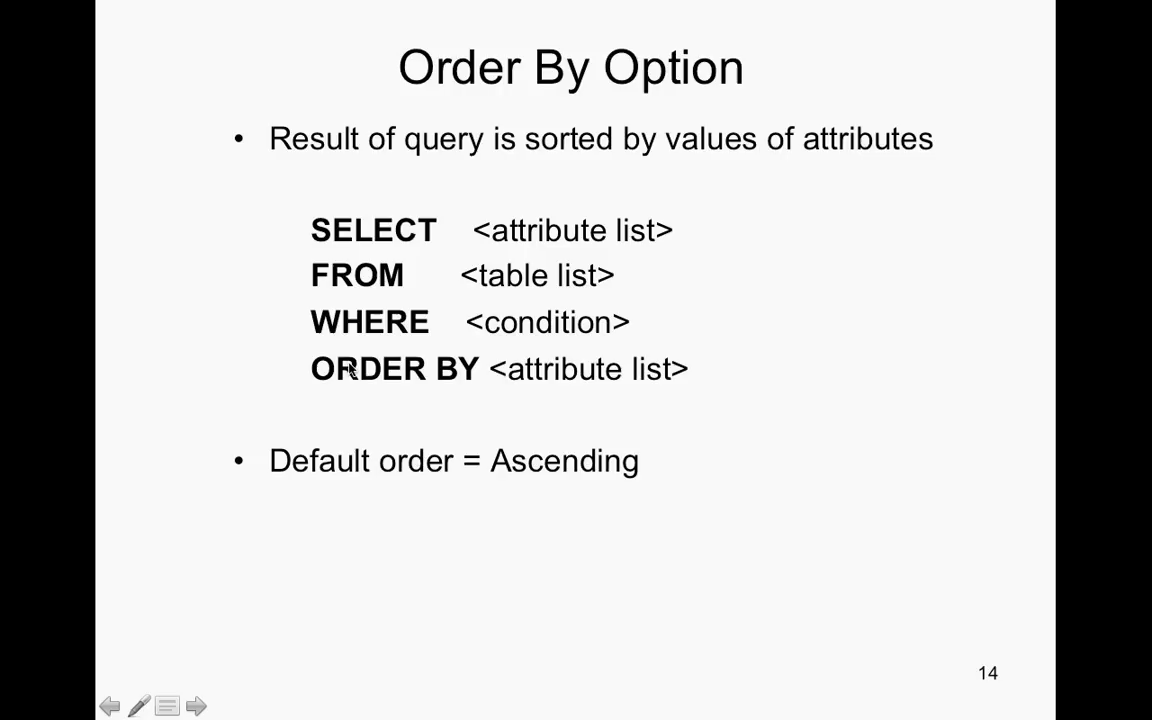 Order By Option
• Result of query is sorted by values of attributes
SELECT <attribute list>
FROM <table list>
WHERE <condition>
ORDER BY <attribute list>
• Default order = Ascending
14